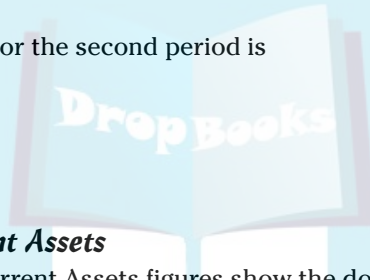 or the second period is
DropBooks
nt Assets
rrent Assets figures show the do